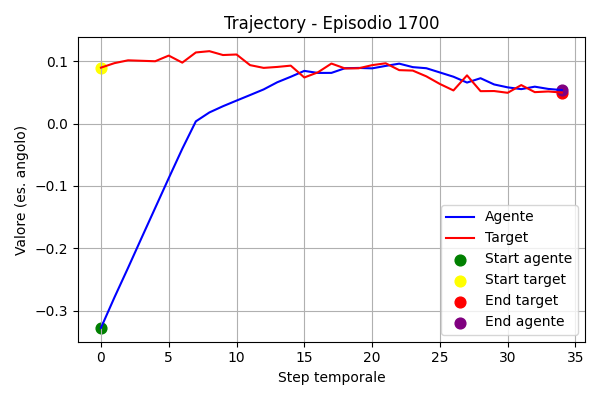 Trajectory - Episodio 1700
Valore (es. angolo)
0.1
0.0
−0.1
−0.2
−0.3
0
5
10
15
20
25
30
35
Step temporale
Agente
Target
Start agente
Start target
End target
End agente